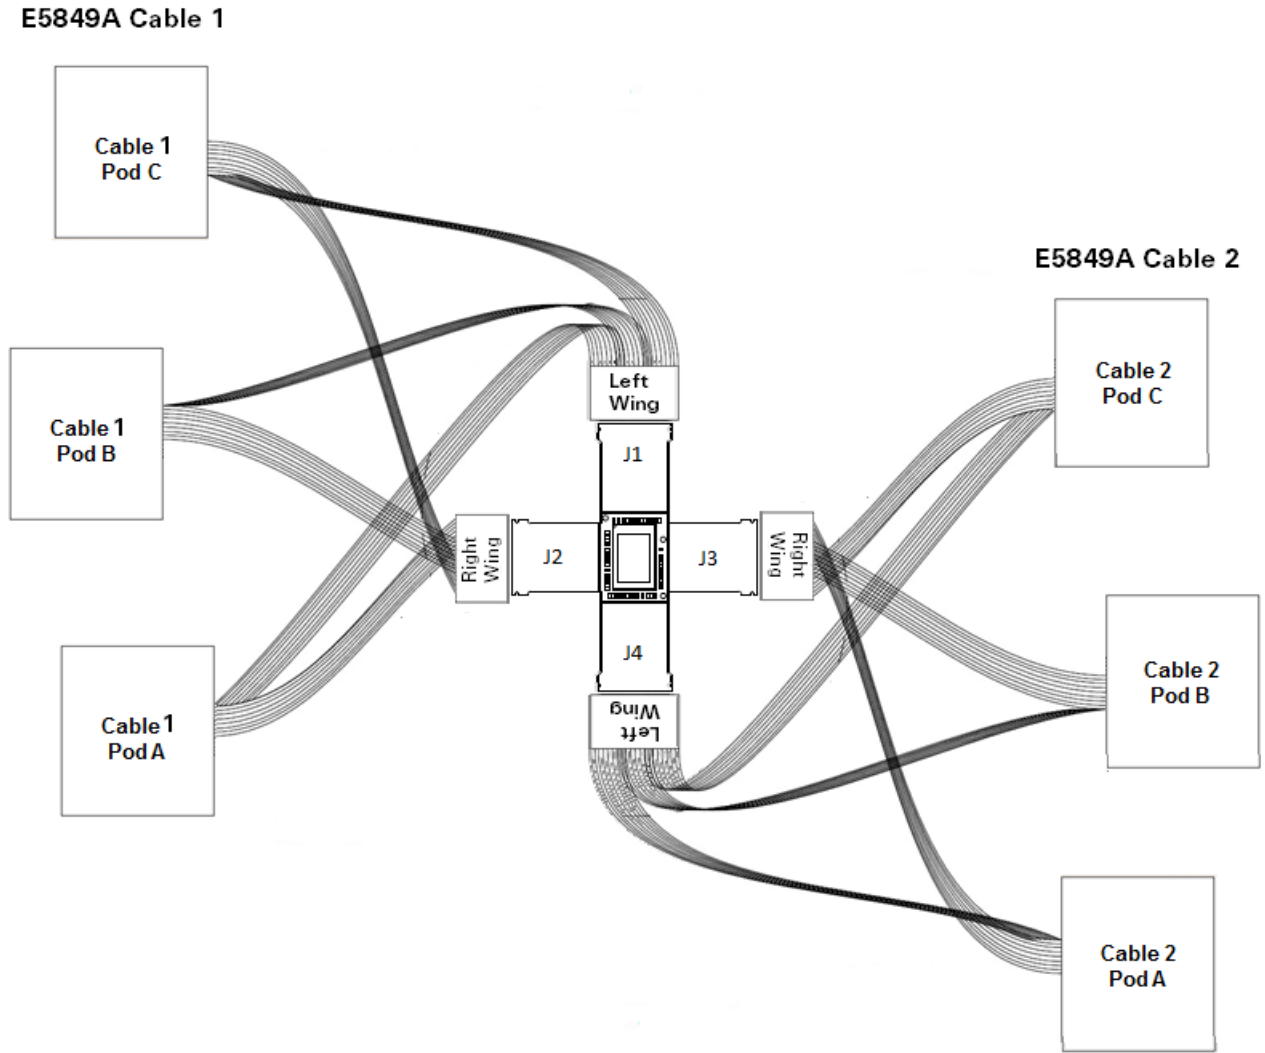 E5849A Cable 1
Cable 1
Pod C
E5849A Cable 2
Left
Wing
Cable 2
Pod C
Cable 1
Pod B
J1
Right
Wing
J2
J3
Right
Wing
J4
Cable 2
Pod B
Left
Wing
Cable 1
Pod A
Cable 2
Pod A